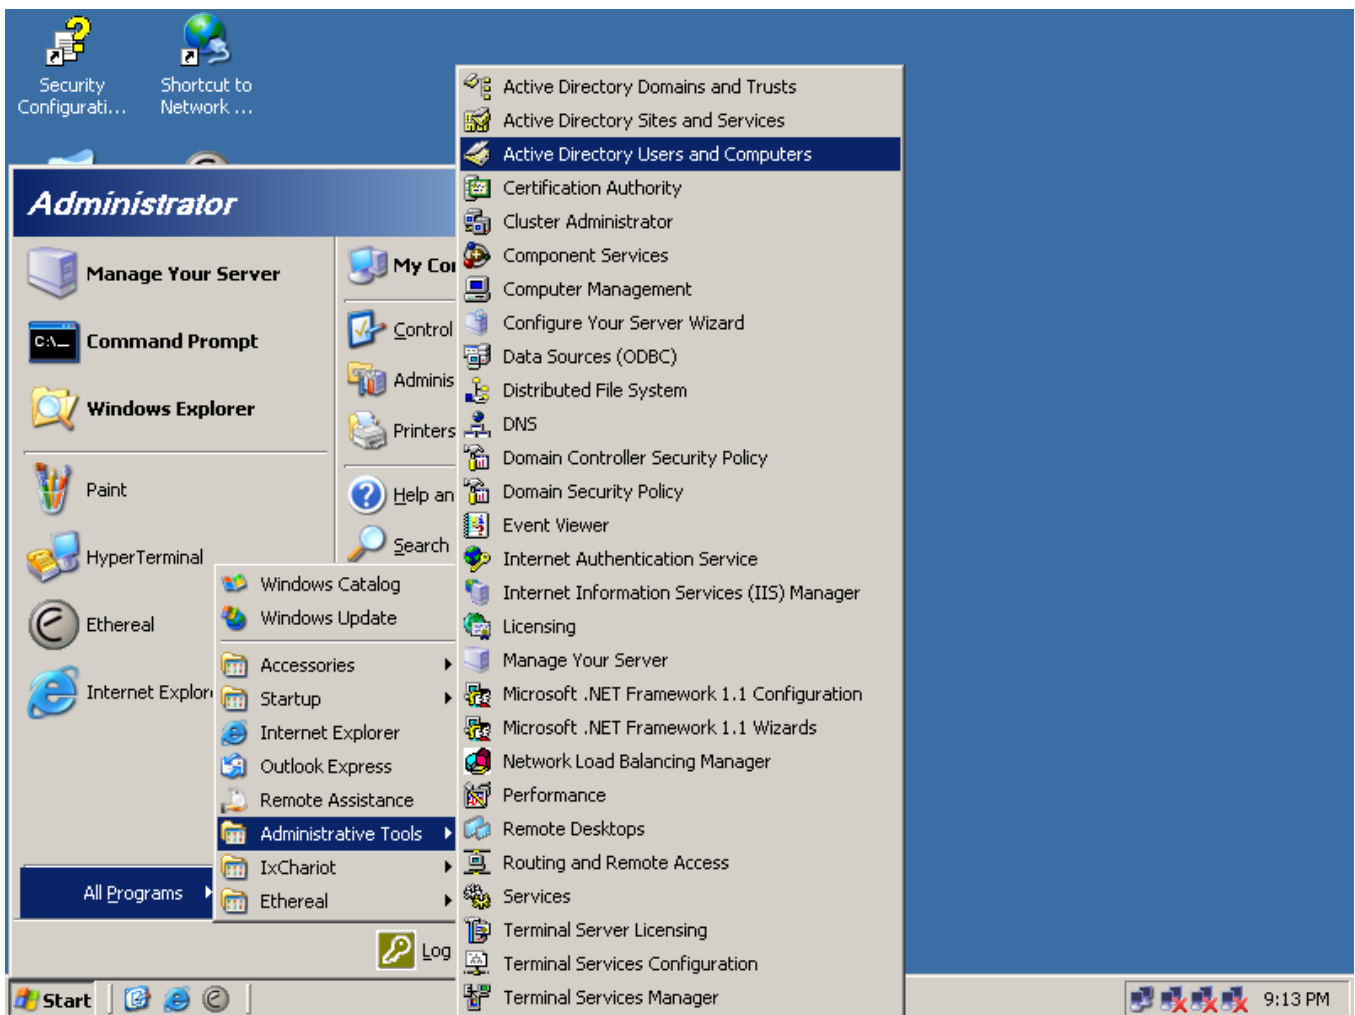 Security
Configurati...
Shortcut to
Network ...
Administrator
Manage Your Server
Command Prompt
C:\_
Windows Explorer
Paint
HyperTerminal
Ethereal
Internet Explor
My Co
Control
Adminis
Printers
Help an
Search
Windows Catalog
Windows Update
Accessories
Startup
Internet Explorer
Outlook Express
Remote Assistance
Administrative Tools
IxChariot
Ethereal
All Programs
Log
Active Directory Domains and Trusts
Active Directory Sites and Services
Active Directory Users and Computers
Certification Authority
Cluster Administrator
Component Services
Computer Management
Configure Your Server Wizard
Data Sources (ODBC)
Distributed File System
DNS
Domain Controller Security Policy
Domain Security Policy
Event Viewer
Internet Authentication Service
Internet Information Services (IIS) Manager
Licensing
Manage Your Server
Microsoft .NET Framework 1.1 Configuration
Microsoft .NET Framework 1.1 Wizards
Network Load Balancing Manager
Performance
Remote Desktops
Routing and Remote Access
Services
Terminal Server Licensing
Terminal Services Configuration
Terminal Services Manager
Start
9:13 PM